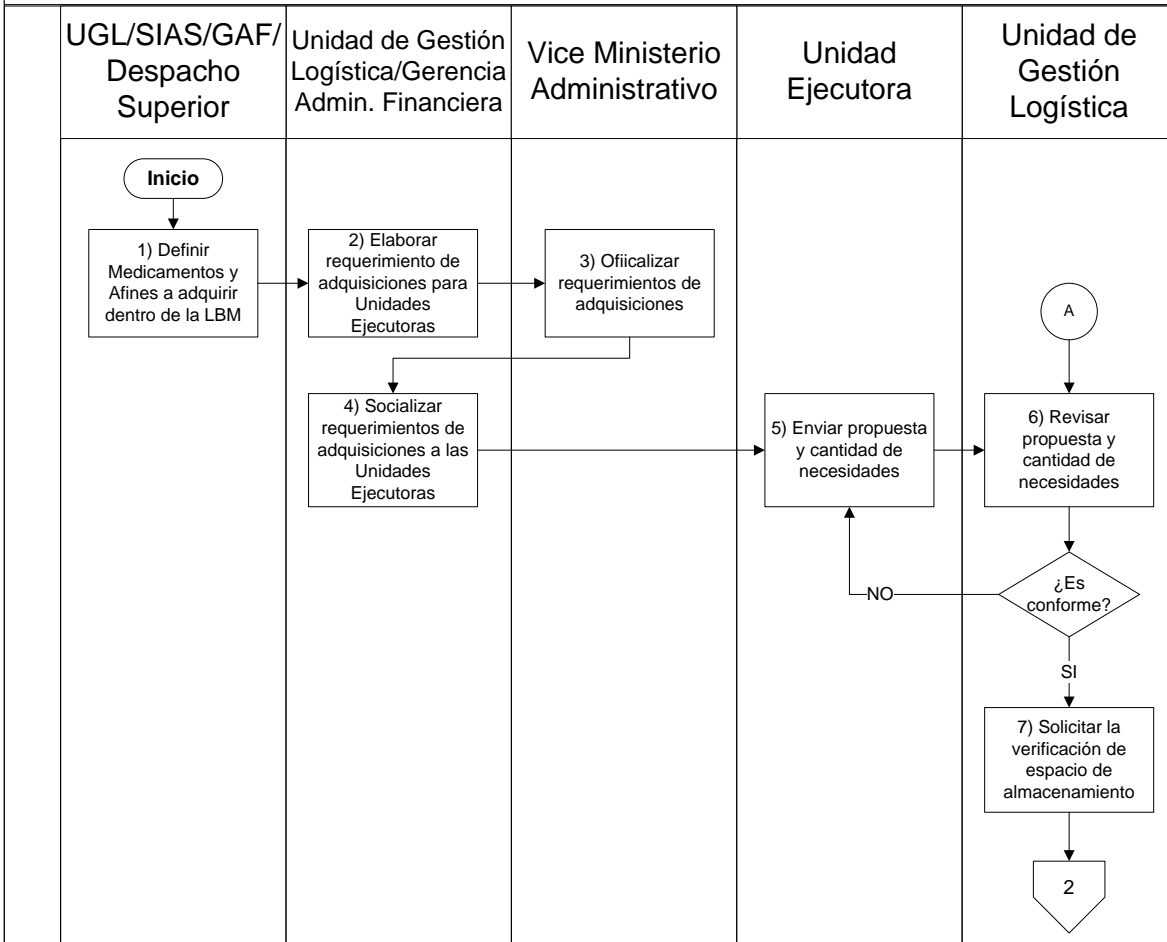 UGL/SIAS/GAF/
Despacho
Superior
Unidad de Gestión
Logística/Gerencia
Admin. Financiera
Vice Ministerio
Administrativo
Unidad
Ejecutora
Unidad de
Gestión
Logística
Inicio
1) Definir
Medicamentos y
Afines a adquirir
dentro de la LBM
2) Elaborar
requerimiento de
adquisiciones para
Unidades
Ejecutoras
3) Ofiicalizar
requerimientos de
adquisiciones
A
4) Socializar
requerimientos de
adquisiciones a las
Unidades
Ejecutoras
5) Enviar propuesta
y cantidad de
necesidades
6) Revisar
propuesta y
cantidad de
necesidades
¿Es
conforme?
NO
SI
7) Solicitar la
verificación de
espacio de
almacenamiento
2